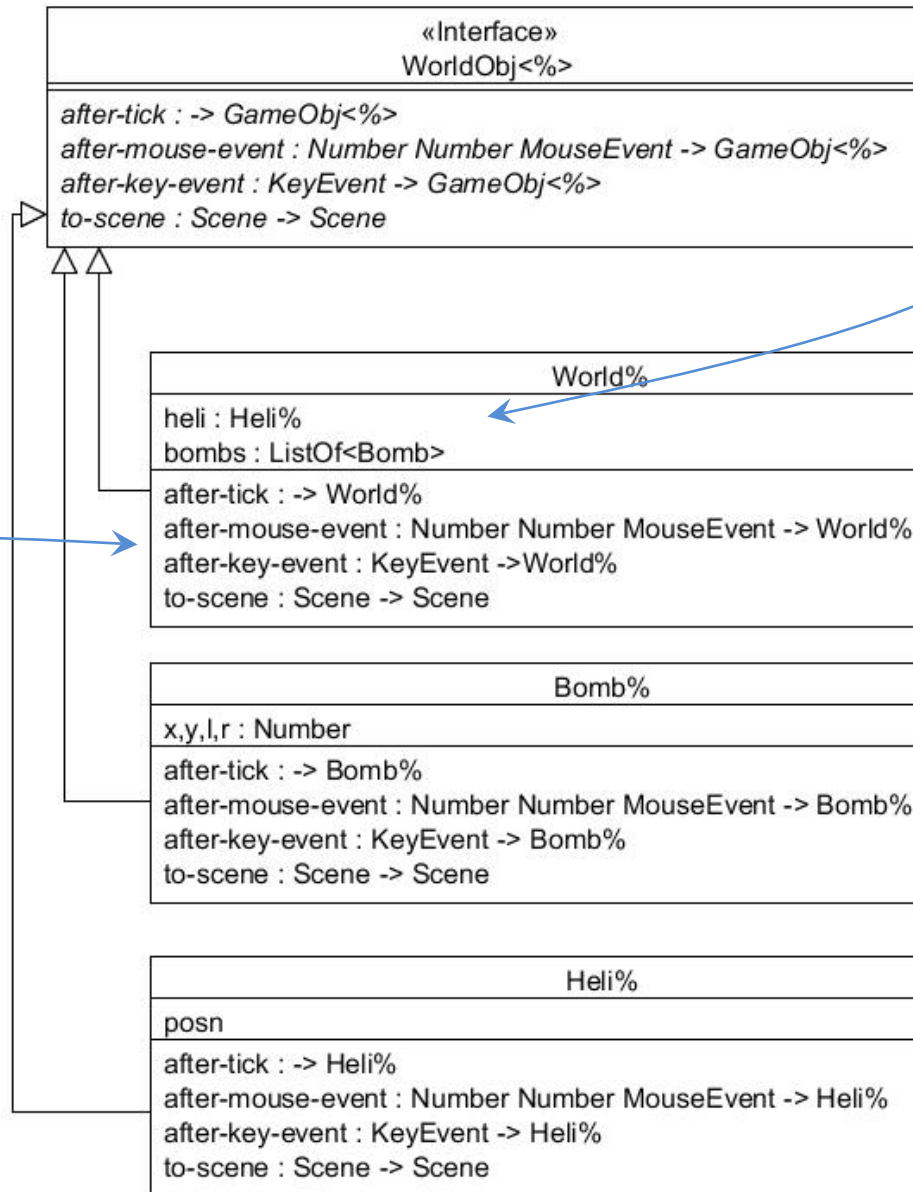 «Interface»
WorldObj<%>
after-tick : -> GameObj<%>
after-mouse-event : Number Number MouseEvent -> GameObj<%>
after-key-event : KeyEvent -> GameObj<%>
to-scene : Scene -> Scene
World%
heli : Heli%
bombs : ListOf<Bomb>
after-tick : -> World%
after-mouse-event : Number Number MouseEvent -> World%
after-key-event : KeyEvent ->World%
to-scene : Scene -> Scene
Bomb%
x,y,l,r : Number
after-tick : -> Bomb%
after-mouse-event : Number Number MouseEvent -> Bomb%
after-key-event : KeyEvent -> Bomb%
to-scene : Scene -> Scene
Heli%
posn
after-tick : -> Heli%
after-mouse-event : Number Number MouseEvent -> Heli%
after-key-event : KeyEvent -> Heli%
to-scene : Scene -> Scene